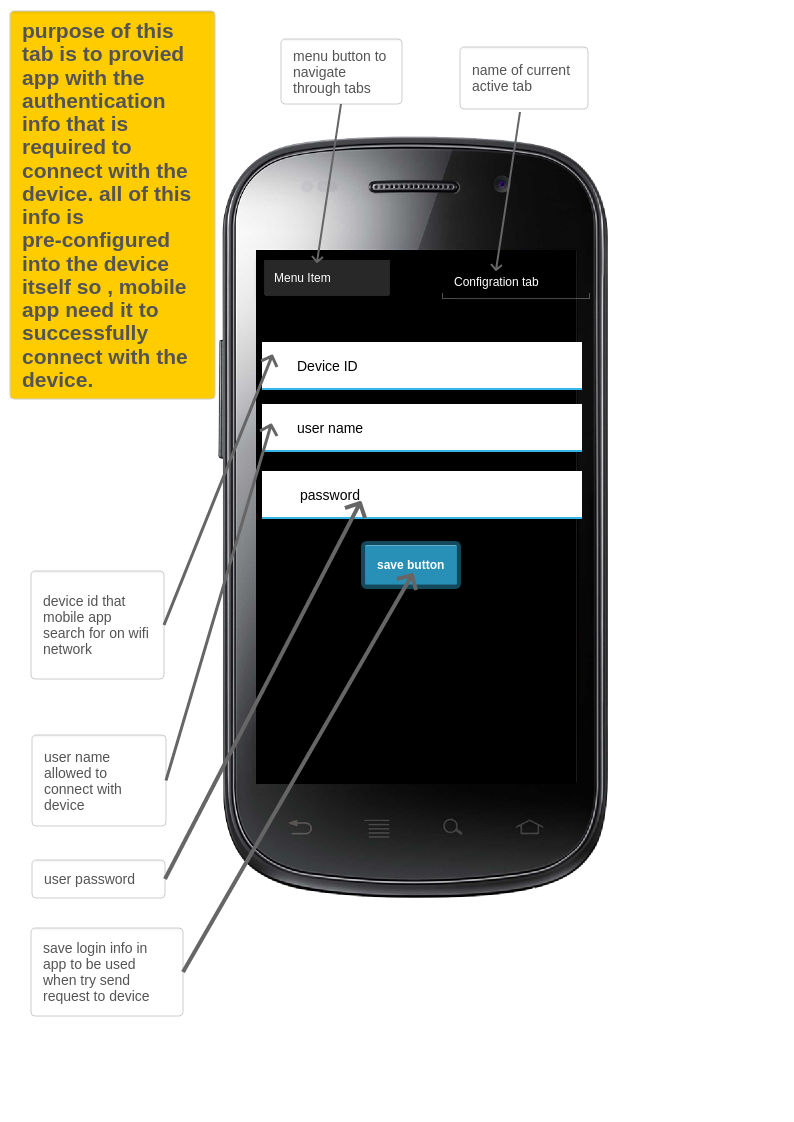 purpose of this
tab is to provied
app with the
authentication
info that is
required to
connect with the
device. all of this
info is
pre-configured
into the device
itself so , mobile
app need it to
successfully
connect with the
device.
menu button to
navigate
through tabs
name of current
active tab
Menu Item
Configration tab
Device ID
user name
password
save button
device id that
mobile app
search for on wifi
network
user name
allowed to
connect with
device
user password
save login info in
app to be used
when try send
request to device